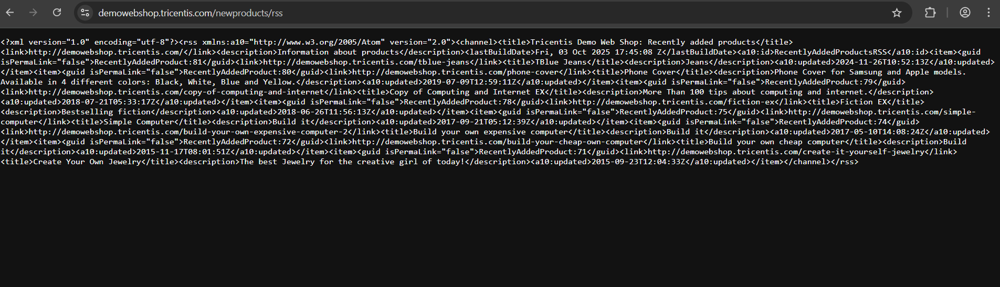 demowebshop.tricentis.com/newproducts/rss
<?xml version="1.0" encoding="utf-8"?><rss xmlns:a10="http://www.w3.org/2005/Atom" version="2.0"><channel><title>Tricentis Demo Web Shop: Recently added products</title>
<link>http://demowebshop.tricentis.com/</link><description>Information about products</description><lastBuildDate>Fri, 03 Oct 2025 17:45:08 Z</lastBuildDate><a10:id>RecentlyAddedProductsRSS</a10:id><item><guid
isPermaLink="false">RecentlyAddedProduct:81</guid><link>http://demowebshop.tricentis.com/tblue-jeans</link><title>TBlue Jeans</title><description>Jeans</description><a10:updated>2024-11-26T10:52:13Z</a10:updated>
</item><item><guid isPermaLink="false">RecentlyAddedProduct:80</guid><link>http://demowebshop.tricentis.com/phone-cover</link><title>Phone Cover</title><description>Phone Cover for Samsung and Apple models.
Available in 4 different colors: Black, White, Blue and Yellow.</description><a10:updated>2019-07-09T12:59:11Z</a10:updated></item><item><guid isPermaLink="false">RecentlyAddedProduct:79</guid>
<link>http://demowebshop.tricentis.com/copy-of-computing-and-internet</link><title>Copy of Computing and Internet EX</title><description>More Than 100 tips about computing and internet.</description>
<a10:updated>2018-07-21T05:33:17Z</a10:updated></item><item><guid isPermaLink="false">RecentlyAddedProduct:78</guid><link>http://demowebshop.tricentis.com/fiction-ex</link><title>Fiction EX</title>
<description>Bestselling fiction</description><a10:updated>2018-06-26T11:56:13Z</a10:updated></item><item><guid isPermaLink="false">RecentlyAddedProduct:75</guid><link>http://demowebshop.tricentis.com/simple-
computer</link><title>Simple Computer</title><description>Build it</description><a10:updated>2017-09-21T05:12:39Z</a10:updated></item><item><guid isPermaLink="false">RecentlyAddedProduct:74</guid>
<link>http://demowebshop.tricentis.com/build-your-own-expensive-computer-2</link><title>Build your own expensive computer</title><description>Build it</description><a10:updated>2017-05-10T14:08:24Z</a10:updated>
</item><item><guid isPermaLink="false">RecentlyAddedProduct:72</guid><link>http://demowebshop.tricentis.com/build-your-cheap-own-computer</link><title>Build your own cheap computer</title><description>Build
it</description><a10:updated>2015-11-17T08:01:51Z</a10:updated></item><item><guid isPermaLink="false">RecentlyAddedProduct:71</guid><link>http://demowebshop.tricentis.com/create-it-yourself-jewelry</link>
<title>Create Your Own Jewelry</title><description>The best Jewelry for the creative girl of today!</description><a10:updated>2015-09-23T12:04:33Z</a10:updated></item></channel></rss>